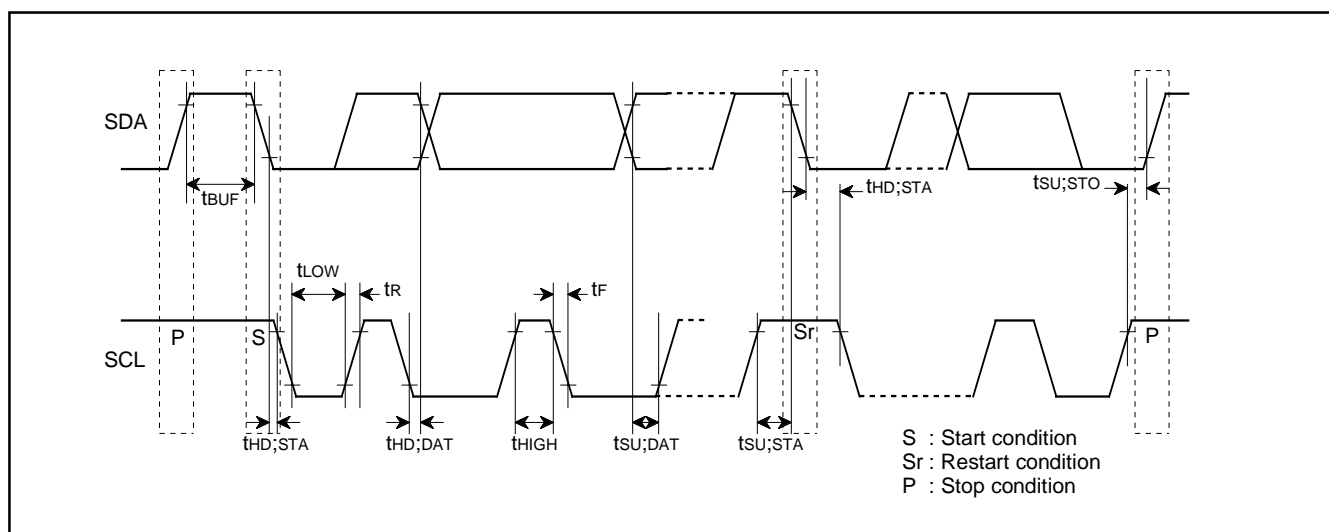 SDA
tBUF
tHD;STA
tSU;STO
tLOW
tR
tF
P
S
Sr
P
SCL
tHD;STA
tHD;DAT
tHIGH
tSU;DAT
tSU;STA
S : Start condition
Sr : Restart condition
P : Stop condition